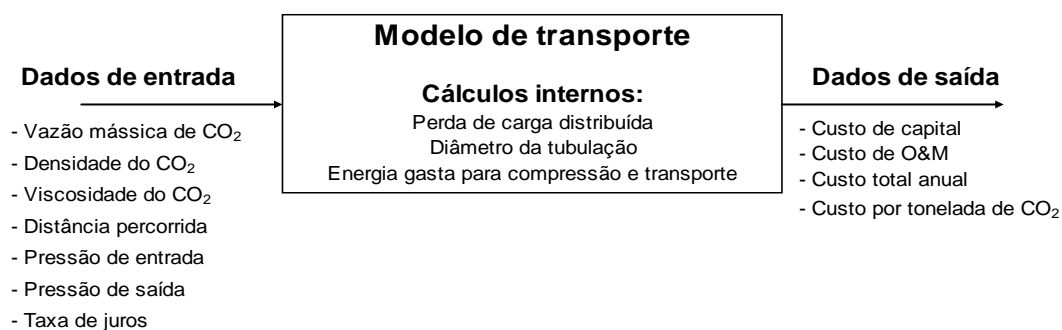 Modelo de transporte
Dados de entrada
Dados de saída
Cálculos internos:
Perda de carga distribuída
Diâmetro da tubulação
Energia gasta para compressão e transporte
- Vazão mássica de CO₂
- Densidade do CO₂
- Viscosidade do CO₂
- Distância percorrida
- Pressão de entrada
- Pressão de saída
- Taxa de juros
- Custo de capital
- Custo de O&M
- Custo total anual
- Custo por tonelada de CO₂